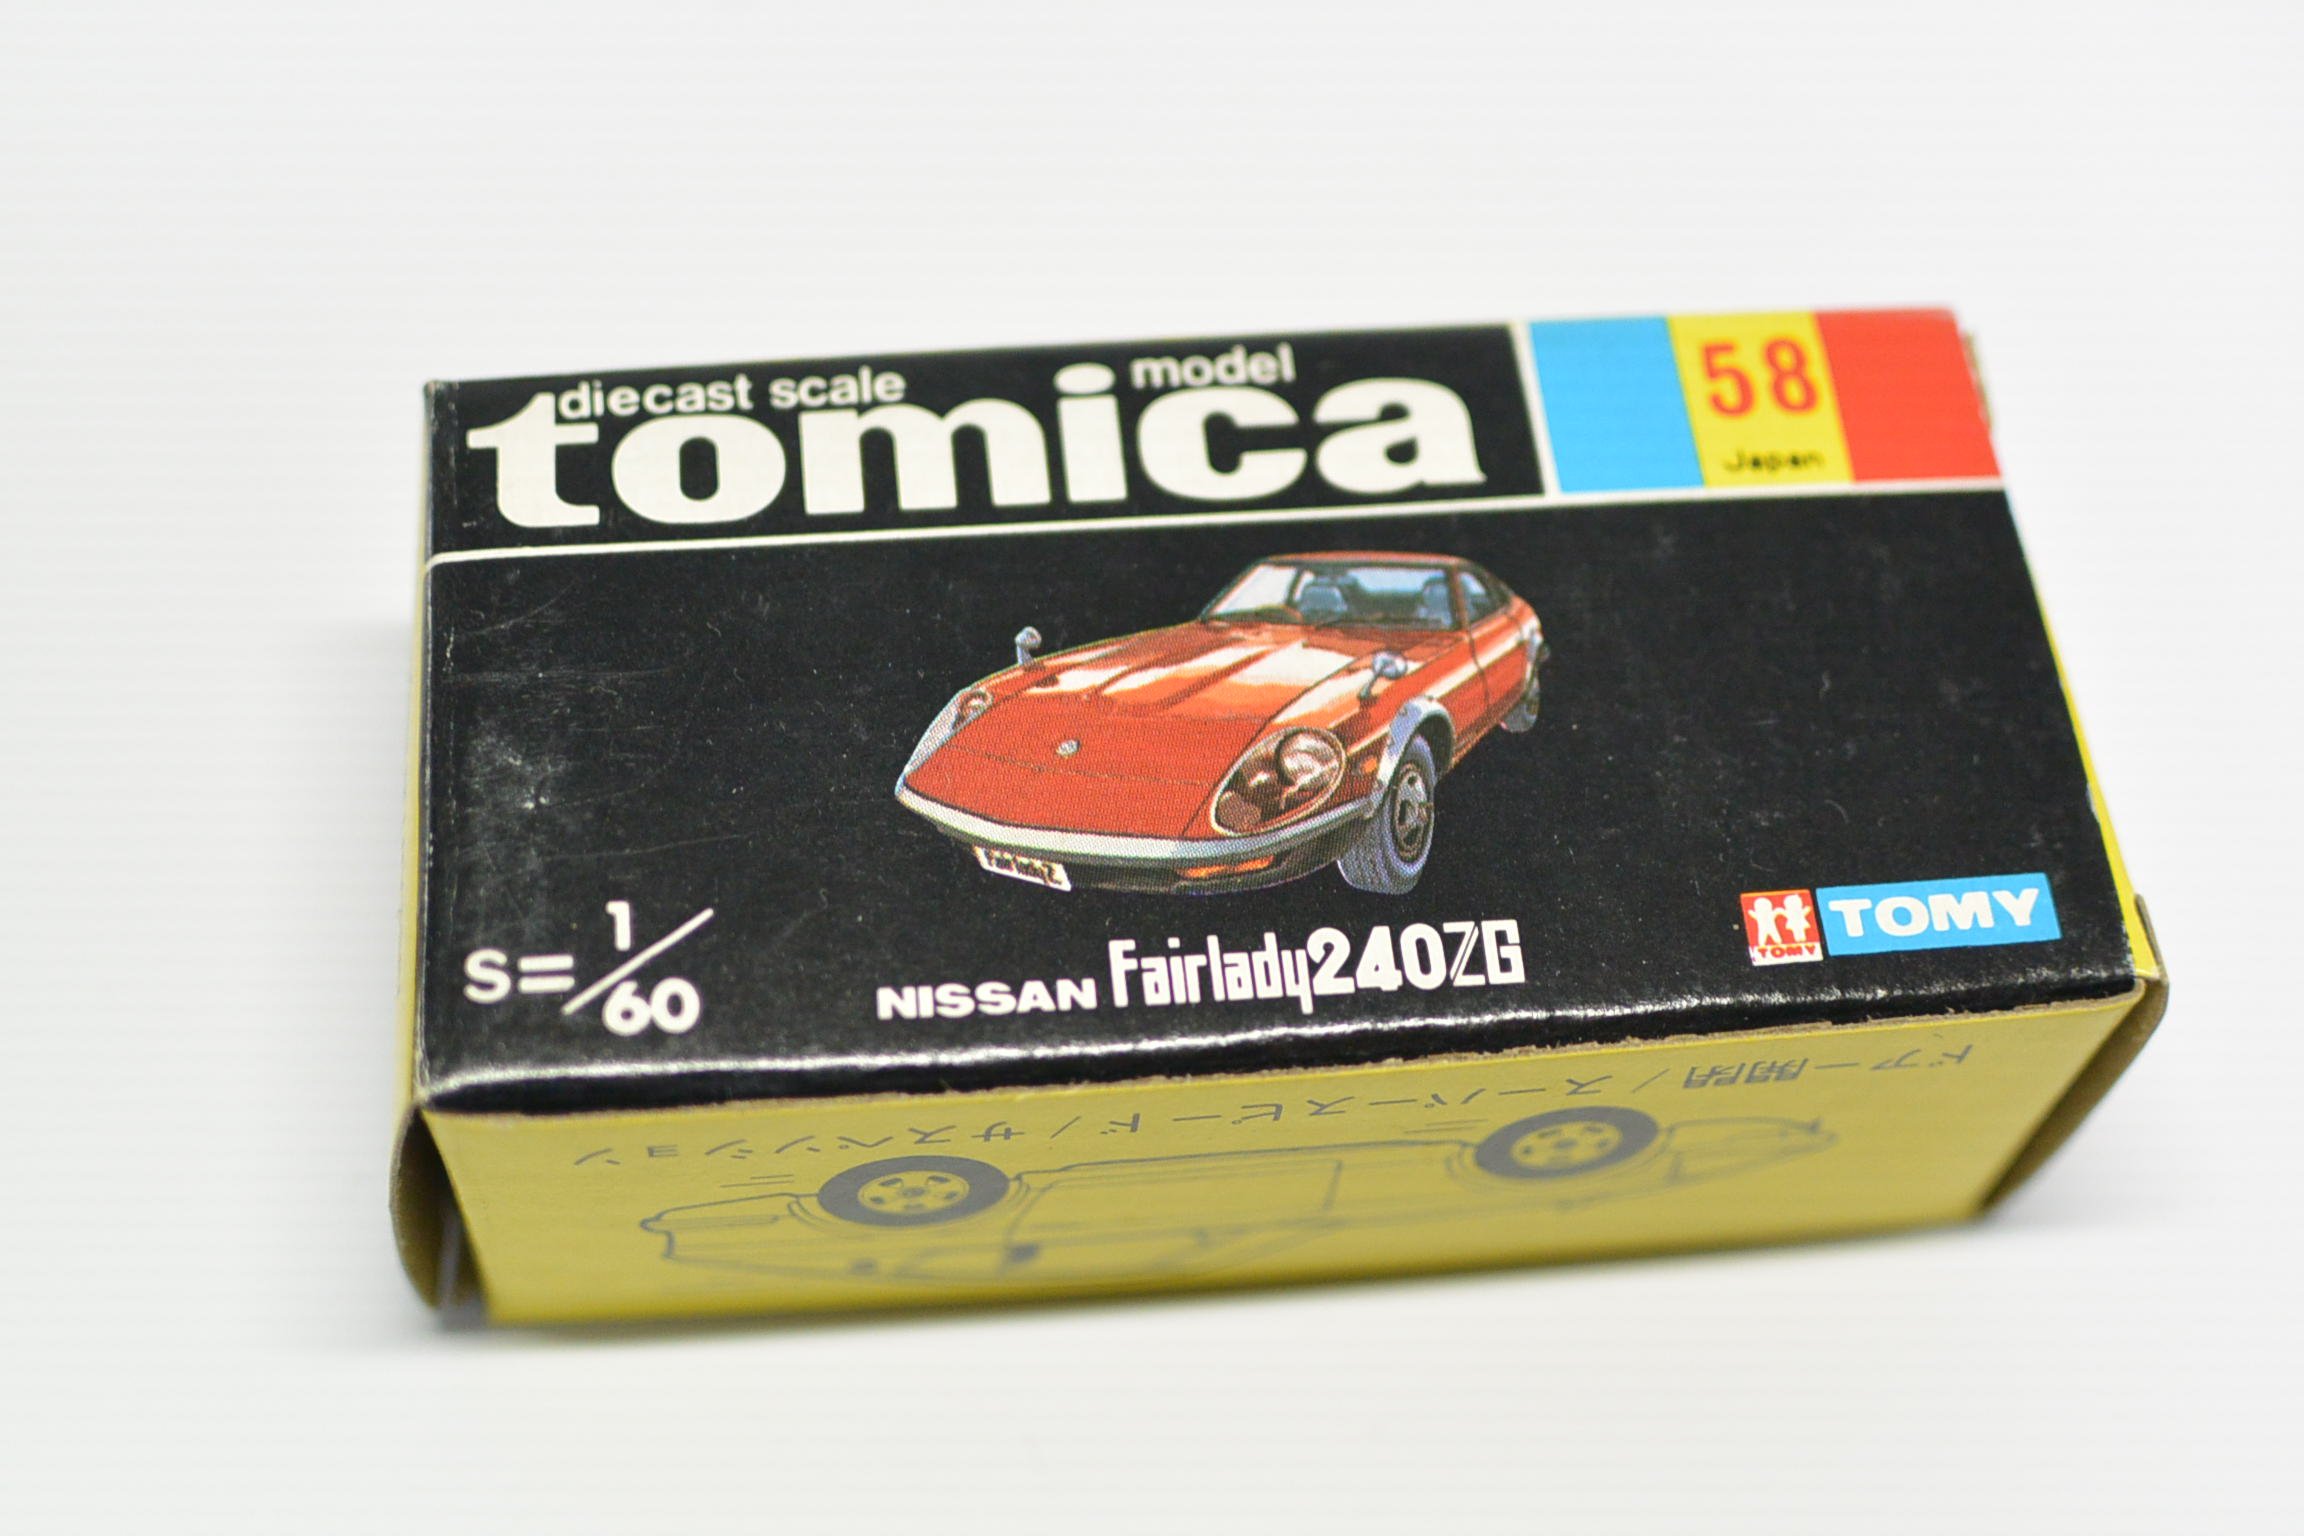 diecast scale model
tomica
58
Japan
S=1/60
NISSAN Fairlady240ZG
TOMY
TOMY
ドアー開閉/スーパースピード/サスペンション